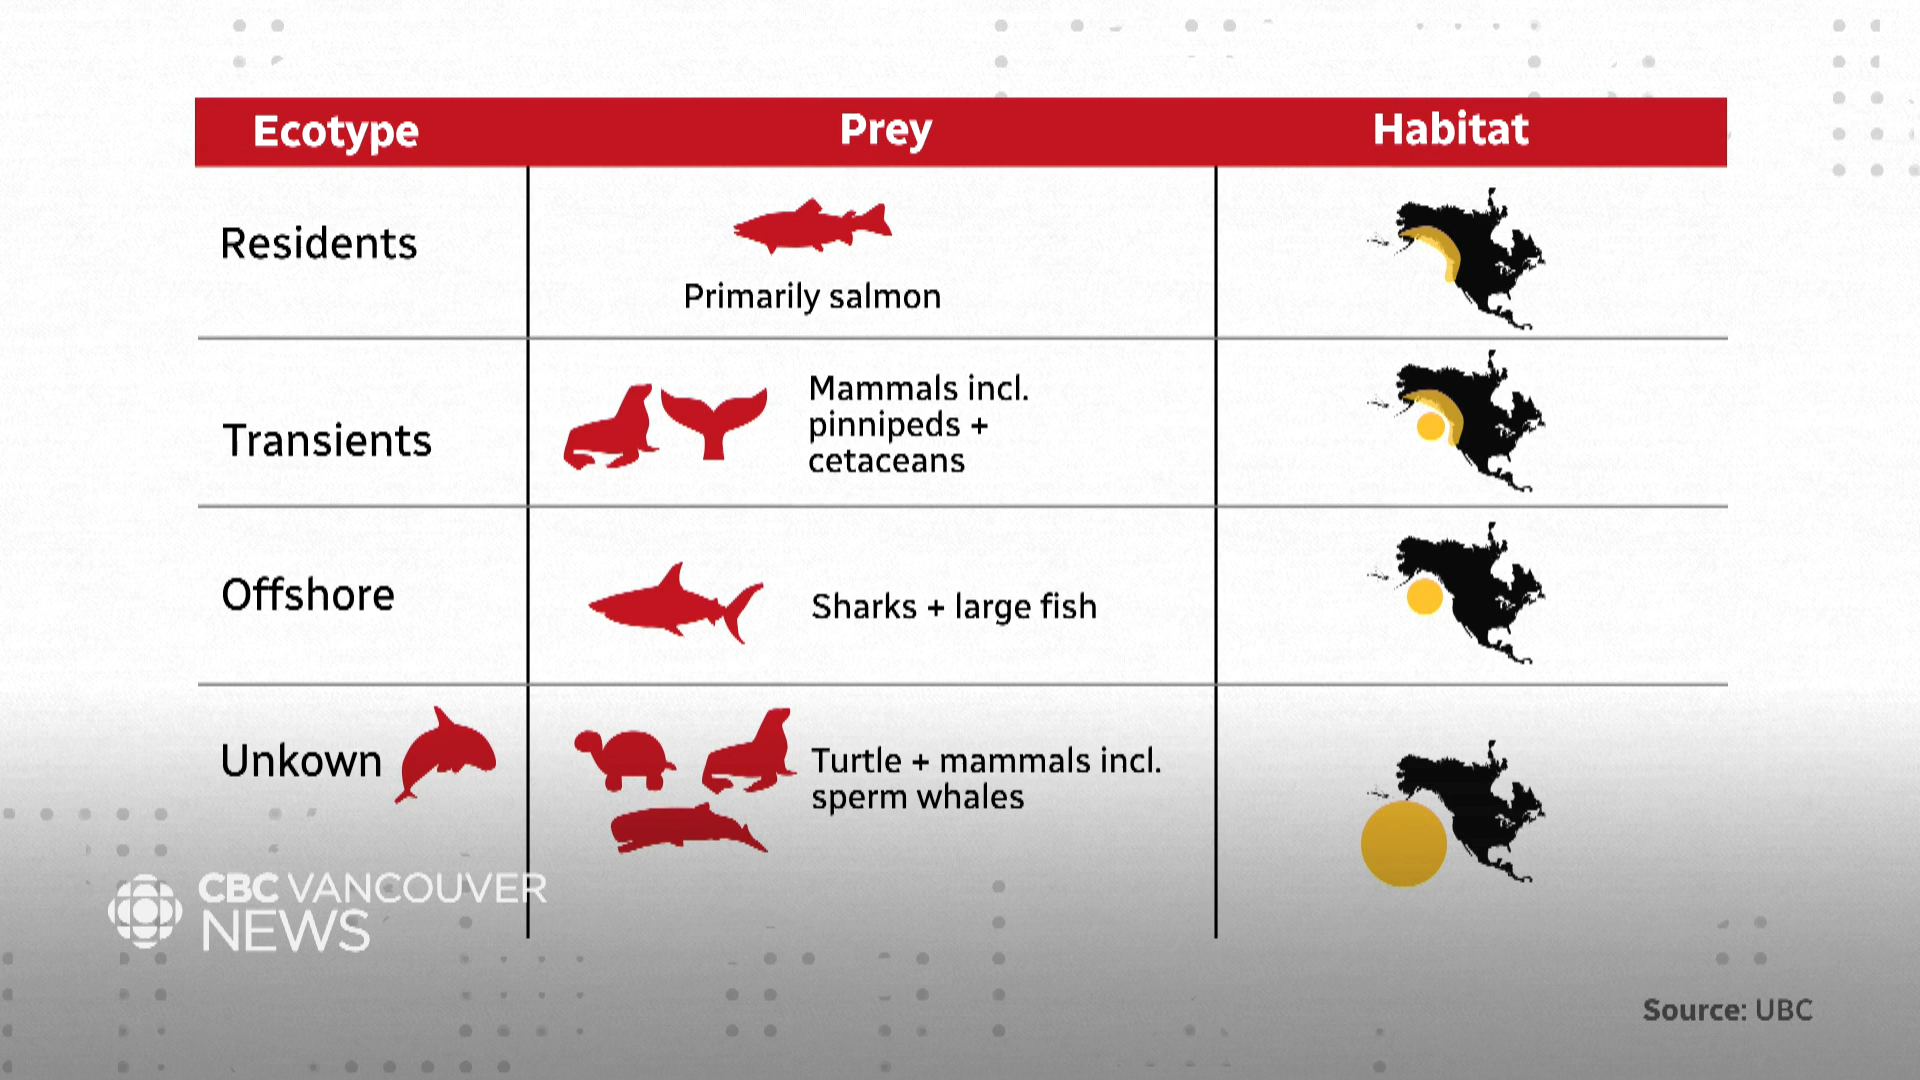 Ecotype Prey Habitat
Residents
Primarily salmon
Transients
Mammals incl.
pinnipeds +
cetaceans
Offshore
Sharks + large fish
Unkown
Turtle + mammals incl.
sperm whales
CBC VANCOUVER
NEWS
Source: UBC